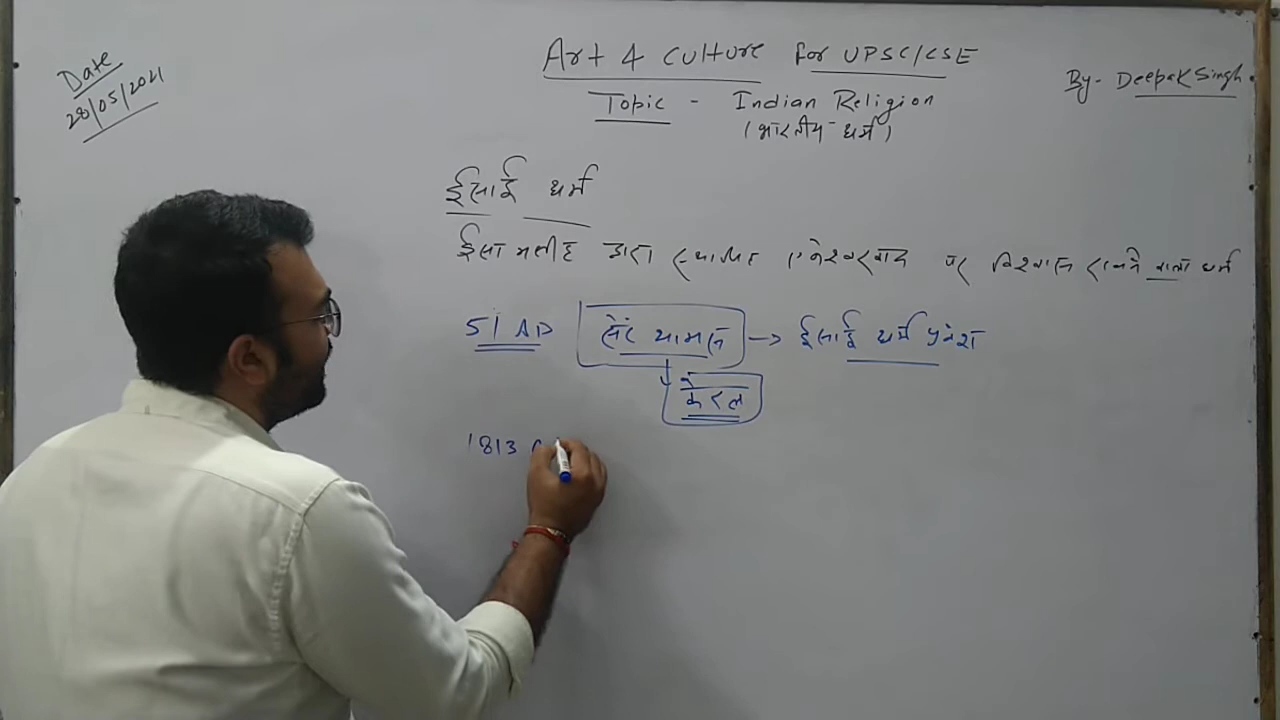 Date
28/05/2021
Art & Culture for UPSC/CSE
By- Deepak Singh
Topic - Indian Religion
(भारतीय धर्म)
ईसाई धर्म
ईसा मसीह द्वारा स्थापित एकेश्वरवाद पर विश्वास रखने वाला धर्म
51 AD सेंट थामस → ईसाई धर्म प्रवेश
केरल
1813